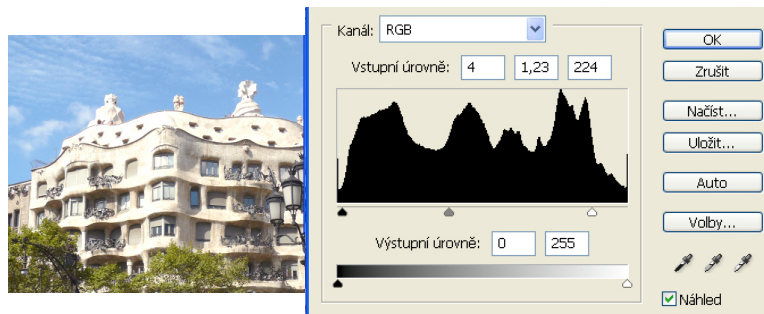 Kanál: RGB
OK
Vstupní úrovně: 4 1,23 224
Zrušit
Načíst...
Uložit...
Auto
Výstupní úrovně: 0 255
Volby...
Náhled